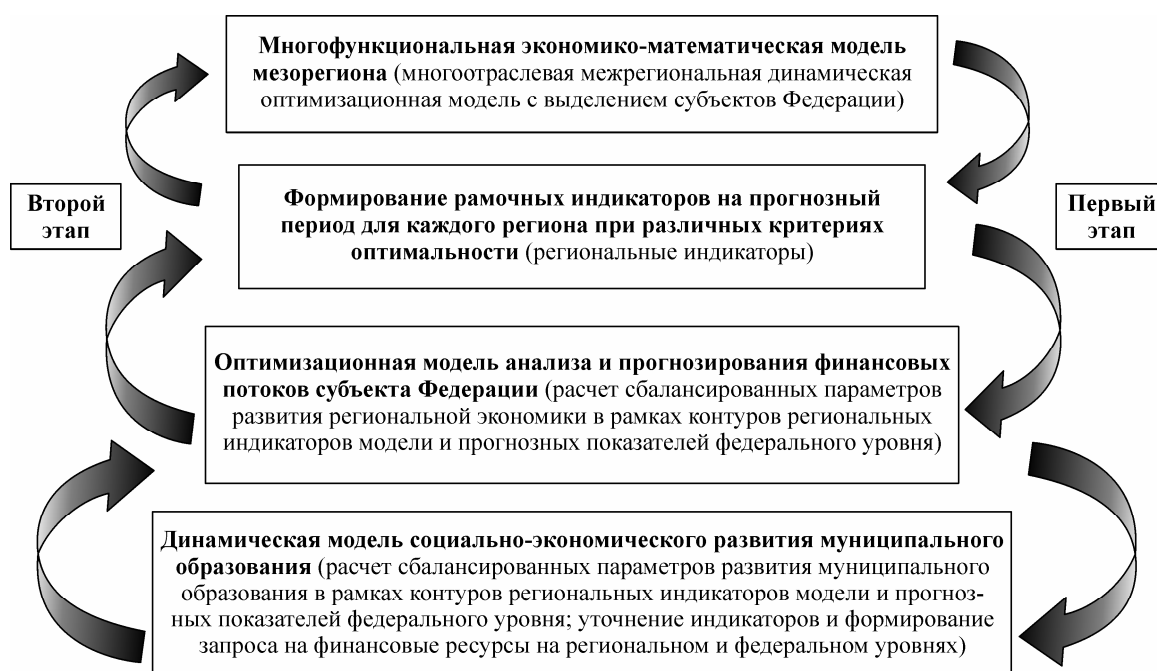 Многофункциональная экономико-математическая модель
мезорегиона (многоотраслевая межрегиональная динамическая
оптимизационная модель с выделением субъектов Федерации)
Второй
этап
Формирование рамочных индикаторов на прогнозный
период для каждого региона при различных критериях
оптимальности (региональные индикаторы)
Первый
этап
Оптимизационная модель анализа и прогнозирования финансовых
потоков субъекта Федерации (расчет сбалансированных параметров
развития региональной экономики в рамках контуров региональных
индикаторов модели и прогнозных показателей федерального уровня)
Динамическая модель социально-экономического развития муниципального
образования (расчет сбалансированных параметров развития муниципального
образования в рамках контуров региональных индикаторов модели и прогноз-
ных показателей федерального уровня; уточнение индикаторов и формирование
запроса на финансовые ресурсы на региональном и федеральном уровнях)